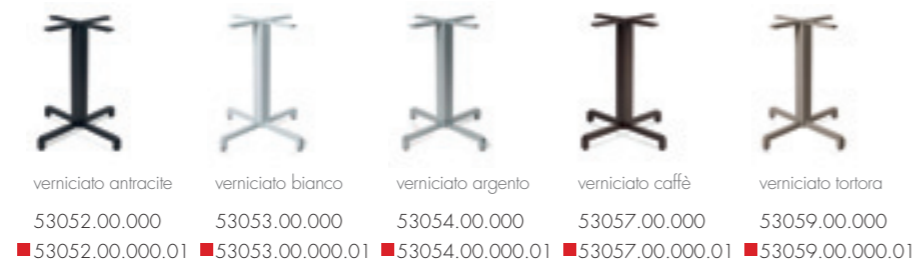 verniciato antracite verniciato bianco verniciato argento verniciato caffè verniciato tortora
53052.00.000 53053.00.000 53054.00.000 53057.00.000 53059.00.000
53052.00.000.01 53053.00.000.01 53054.00.000.01 53057.00.000.01 53059.00.000.01